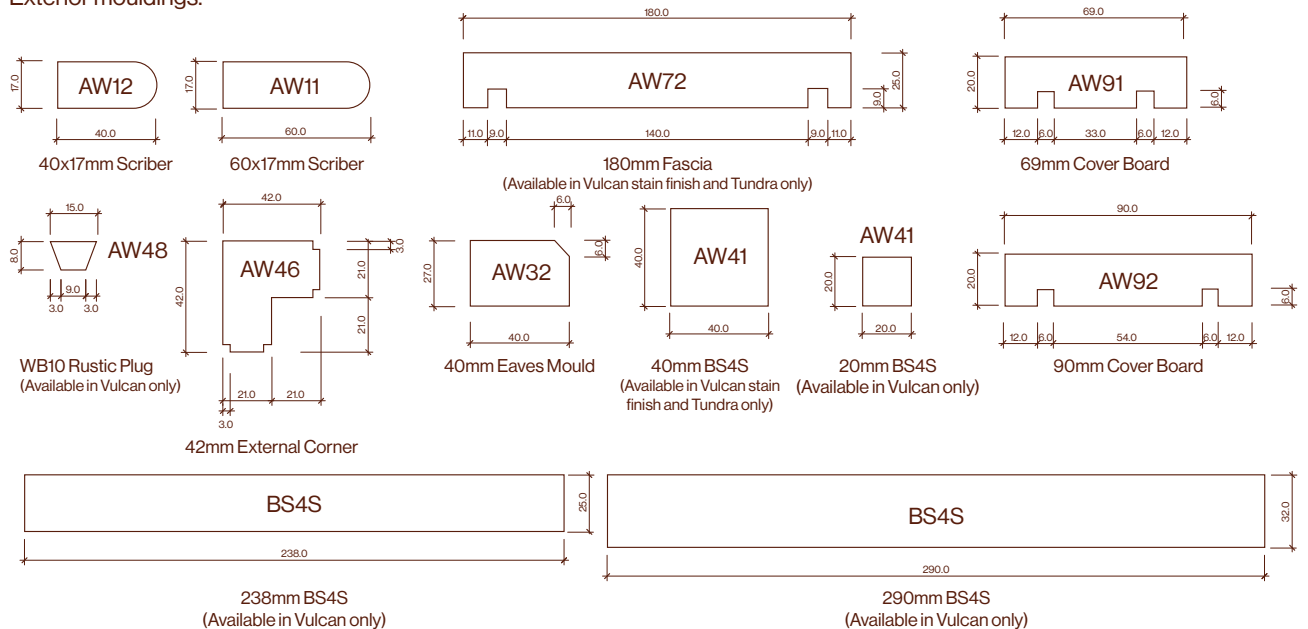 Exterior mouldings.
180.0
69.0
17.0
AW12
40.0
40x17mm Scriber
17.0
AW11
60.0
60x17mm Scriber
AW72
25.0
9.0
11.0 9.0 140.0 9.0 11.0
180mm Fascia
(Available in Vulcan stain finish and Tundra only)
20.0
AW91
6.0
12.0 6.0 33.0 6.0 12.0
69mm Cover Board
15.0
8.0
AW48
9.0
3.0 3.0
WB10 Rustic Plug
(Available in Vulcan only)
42.0
42.0
AW46
3.0
21.0
21.0
21.0 21.0
3.0
42mm External Corner
6.0
27.0
AW32
6.0
40.0
40mm Eaves Mould
40.0
AW41
40.0
40mm BS4S
(Available in Vulcan stain
finish and Tundra only)
AW41
20.0
20.0
20mm BS4S
(Available in Vulcan only)
90.0
20.0
AW92
6.0
12.0 6.0 54.0 6.0 12.0
90mm Cover Board
BS4S
25.0
238.0
238mm BS4S
(Available in Vulcan only)
BS4S
32.0
290.0
290mm BS4S
(Available in Vulcan only)